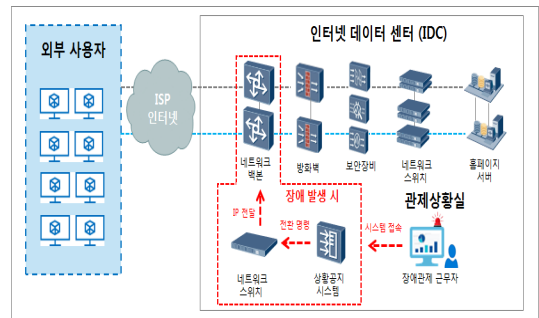 외부 사용자
인터넷 데이터 센터 (IDC)
ISP
인터넷
네트워크
백본
방화벽
보안장비
네트워크
스위치
홈페이지
서버
장애 발생 시
관제상황실
IP 전달
전환 명령
시스템 접속
네트워크
스위치
상황공지
시스템
장애관제 근무자